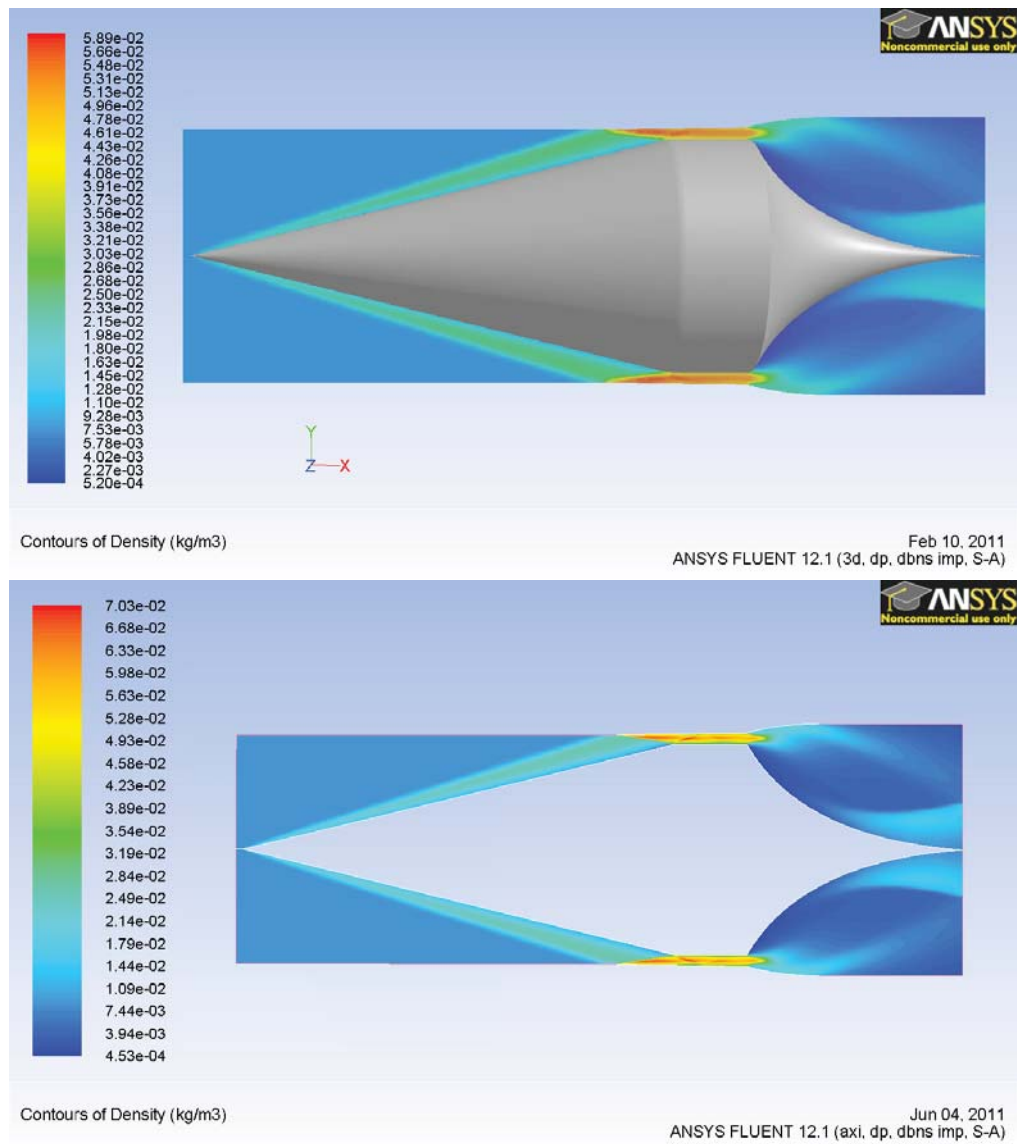 ANSYS
Noncommercial use only
5.89e-02
5.66e-02
5.48e-02
5.31e-02
5.13e-02
4.96e-02
4.78e-02
4.61e-02
4.43e-02
4.26e-02
4.08e-02
3.91e-02
3.73e-02
3.56e-02
3.38e-02
3.21e-02
3.03e-02
2.86e-02
2.68e-02
2.50e-02
2.33e-02
2.15e-02
1.98e-02
1.80e-02
1.63e-02
1.45e-02
1.28e-02
1.10e-02
9.28e-03
7.53e-03
5.78e-03
4.02e-03
2.27e-03
5.20e-04
Y
Z X
Contours of Density (kg/m3)
Feb 10, 2011
ANSYS FLUENT 12.1 (3d, dp, dbns imp, S-A)
ANSYS
Noncommercial use only
7.03e-02
6.68e-02
6.33e-02
5.98e-02
5.63e-02
5.28e-02
4.93e-02
4.58e-02
4.23e-02
3.89e-02
3.54e-02
3.19e-02
2.84e-02
2.49e-02
2.14e-02
1.79e-02
1.44e-02
1.09e-02
7.44e-03
3.94e-03
4.53e-04
Contours of Density (kg/m3)
Jun 04, 2011
ANSYS FLUENT 12.1 (axi, dp, dbns imp, S-A)